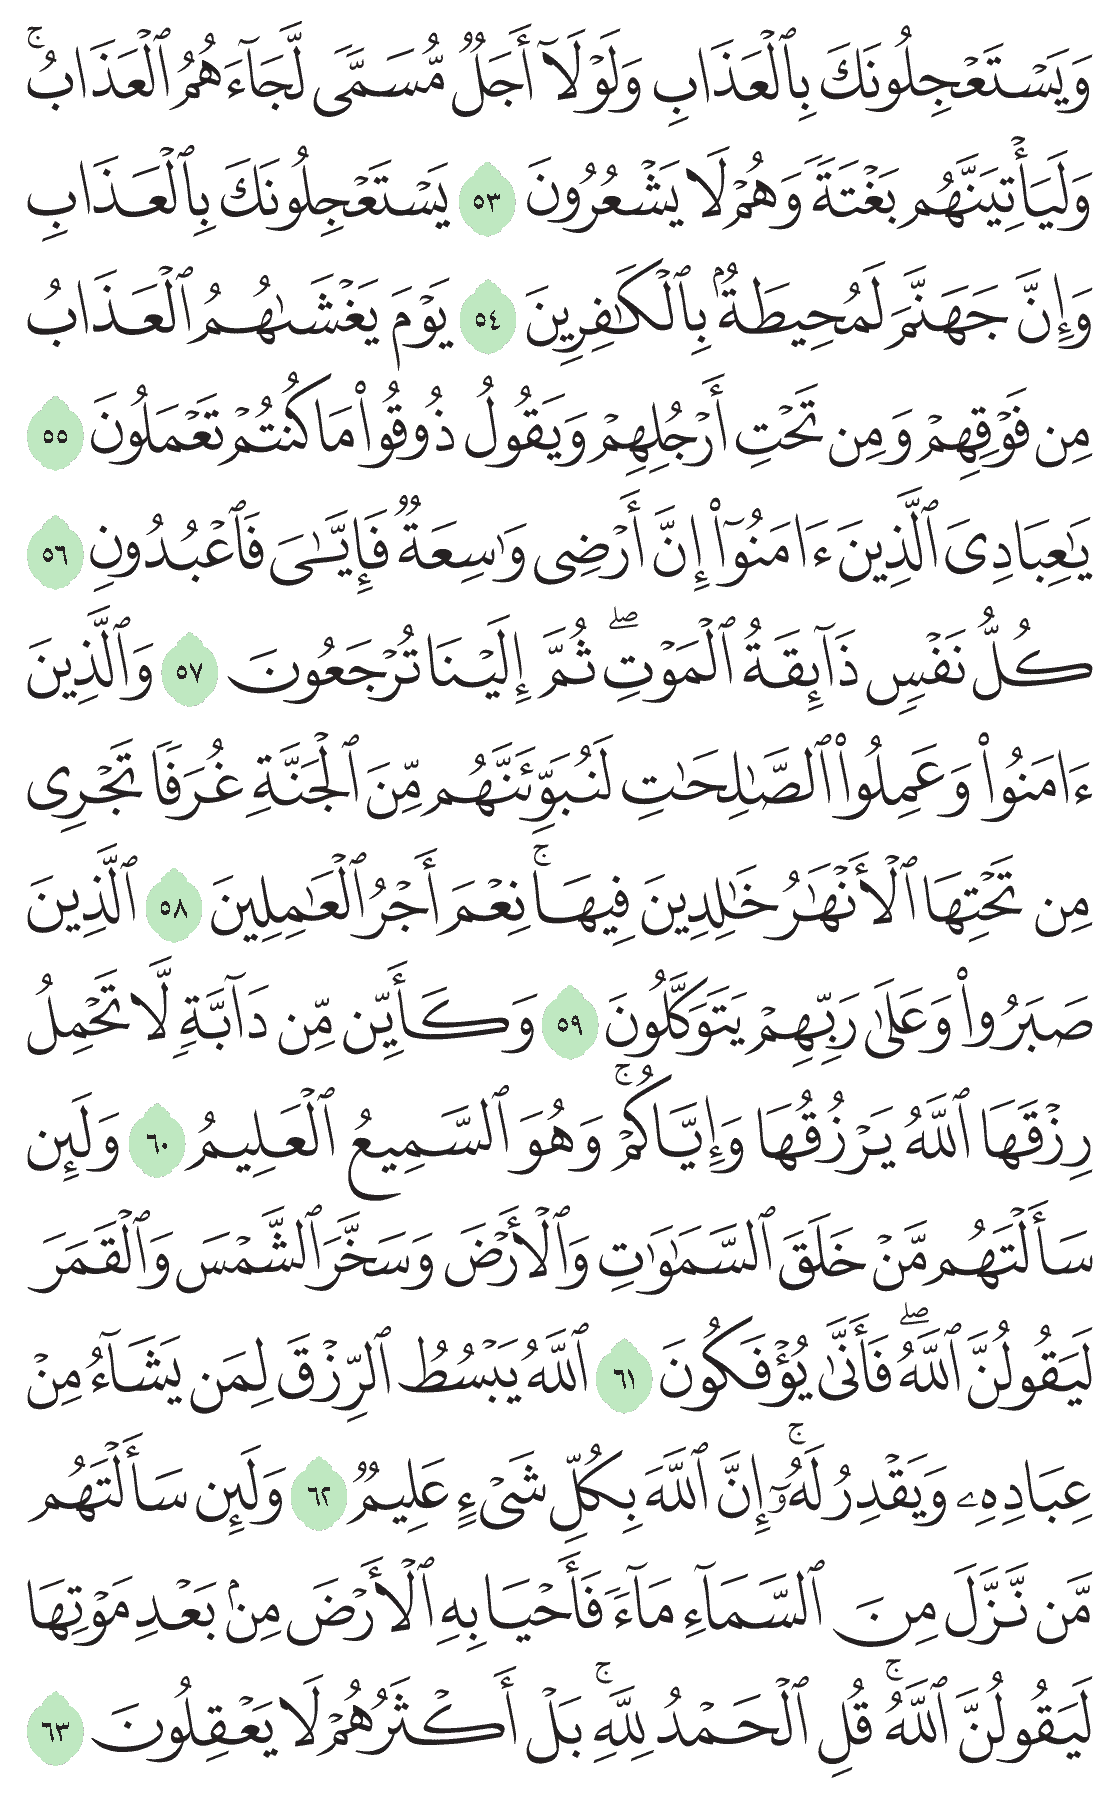 وَيَسۡتَعۡجِلُونَكَ بِٱلۡعَذَابِ وَلَوۡلَآ أَجَلٞ مُّسَمّٗى لَّجَآءَهُمُ ٱلۡعَذَابُۚ
وَلَيَأۡتِيَنَّهُم بَغۡتَةٗ وَهُمۡ لَا يَشۡعُرُونَ ٥٣ يَسۡتَعۡجِلُونَكَ بِٱلۡعَذَابِ
وَإِنَّ جَهَنَّمَ لَمُحِيطَةُۢ بِٱلۡكَٰفِرِينَ ٥٤ يَوۡمَ يَغۡشَىٰهُمُ ٱلۡعَذَابُ
مِن فَوۡقِهِمۡ وَمِن تَحۡتِ أَرۡجُلِهِمۡ وَيَقُولُ ذُوقُواْ مَا كُنتُمۡ تَعۡمَلُونَ ٥٥
يَٰعِبَادِيَ ٱلَّذِينَ ءَامَنُوٓاْ إِنَّ أَرۡضِي وَٰسِعَةٞ فَإِيَّٰيَ فَٱعۡبُدُونِ ٥٦
كُلُّ نَفۡسٖ ذَآئِقَةُ ٱلۡمَوۡتِۖ ثُمَّ إِلَيۡنَا تُرۡجَعُونَ ٥٧ وَٱلَّذِينَ
ءَامَنُواْ وَعَمِلُواْ ٱلصَّٰلِحَٰتِ لَنُبَوِّئَنَّهُم مِّنَ ٱلۡجَنَّةِ غُرَفٗا تَجۡرِي
مِن تَحۡتِهَا ٱلۡأَنۡهَٰرُ خَٰلِدِينَ فِيهَاۚ نِعۡمَ أَجۡرُ ٱلۡعَٰمِلِينَ ٥٨ ٱلَّذِينَ
صَبَرُواْ وَعَلَىٰ رَبِّهِمۡ يَتَوَكَّلُونَ ٥٩ وَكَأَيِّن مِّن دَآبَّةٖ لَّا تَحۡمِلُ
رِزۡقَهَا ٱللَّهُ يَرۡزُقُهَا وَإِيَّاكُمۡۚ وَهُوَ ٱلسَّمِيعُ ٱلۡعَلِيمُ ٦٠ وَلَئِن
سَأَلۡتَهُم مَّنۡ خَلَقَ ٱلسَّمَٰوَٰتِ وَٱلۡأَرۡضَ وَسَخَّرَ ٱلشَّمۡسَ وَٱلۡقَمَرَ
لَيَقُولُنَّ ٱللَّهُۖ فَأَنَّىٰ يُؤۡفَكُونَ ٦١ ٱللَّهُ يَبۡسُطُ ٱلرِّزۡقَ لِمَن يَشَآءُ مِنۡ
عِبَادِهِۦ وَيَقۡدِرُ لَهُۥٓۚ إِنَّ ٱللَّهَ بِكُلِّ شَيۡءٍ عَلِيمٞ ٦٢ وَلَئِن سَأَلۡتَهُم
مَّن نَّزَّلَ مِنَ ٱلسَّمَآءِ مَآءٗ فَأَحۡيَا بِهِ ٱلۡأَرۡضَ مِنۢ بَعۡدِ مَوۡتِهَا
لَيَقُولُنَّ ٱللَّهُۚ قُلِ ٱلۡحَمۡدُ لِلَّهِۚ بَلۡ أَكۡثَرُهُمۡ لَا يَعۡقِلُونَ ٦٣